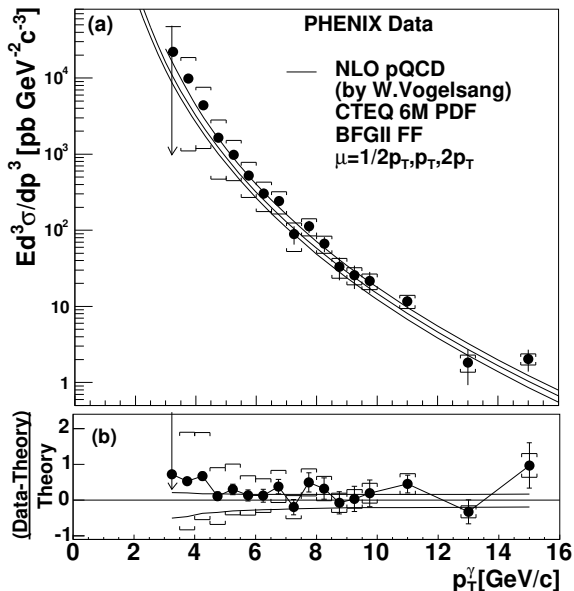 (a)
PHENIX Data
NLO pQCD
(by W.Vogelsang)
CTEQ 6M PDF
BFGII FF
μ=1/2p_T,p_T,2p_T
Ed³σ/dp³ [pb GeV⁻²c⁻³]
10⁴
10³
10²
10
1
(b)
(Data-Theory)
Theory
2
1
0
-1
0 2 4 6 8 10 12 14 16
p_T^γ[GeV/c]